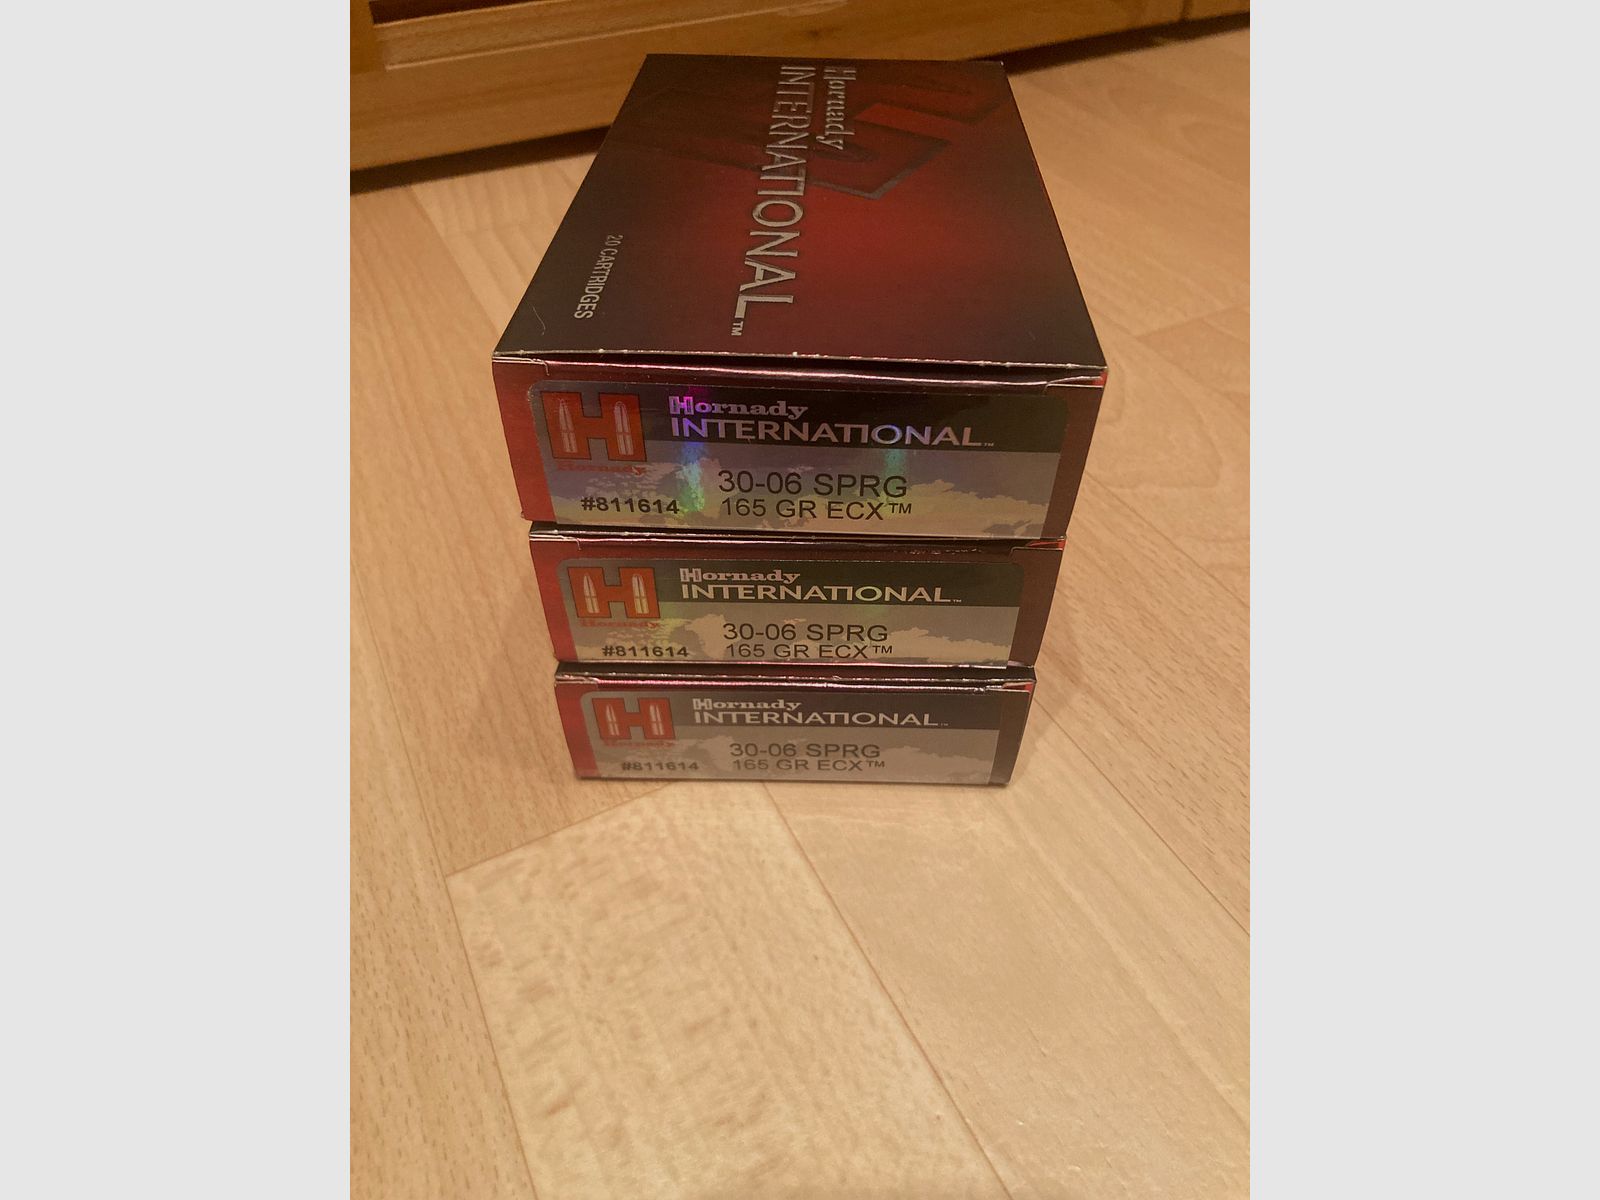 Hornady
INTERNATIONAL™
20 CARTRIDGES
Hornady
Hornady
INTERNATIONAL™
30-06 SPRG
#811614 165 GR ECX™
Hornady
Hornady
INTERNATIONAL™
30-06 SPRG
#811614 165 GR ECX™
Hornady
Hornady
INTERNATIONAL™
30-06 SPRG
#811614 165 GR ECX™